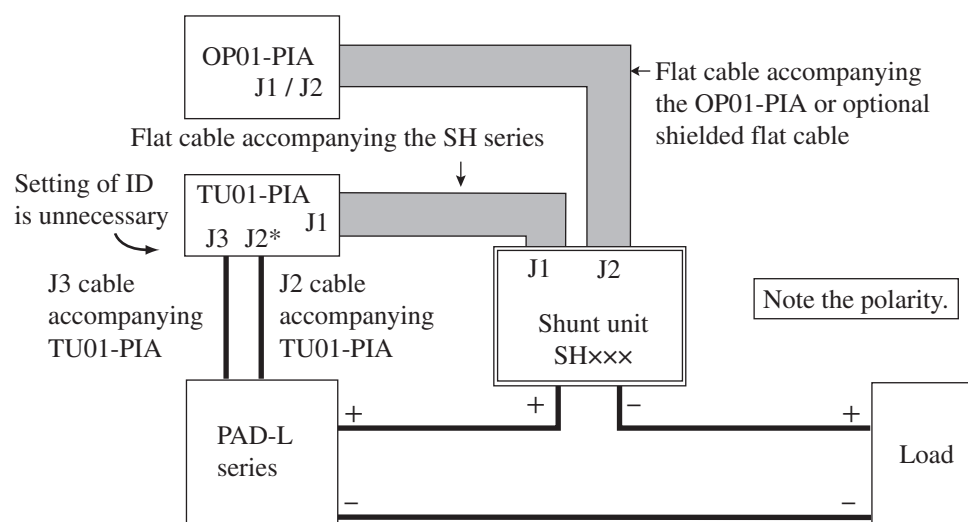 OP01-PIA
J1 / J2
Flat cable accompanying
the OP01-PIA or optional
shielded flat cable
Flat cable accompanying the SH series
Setting of ID
is unnecessary
TU01-PIA
J1
J3 J2*
J3 cable
accompanying
TU01-PIA
J2 cable
accompanying
TU01-PIA
J1 J2
Shunt unit
SH×××
Note the polarity.
PAD-L
series
+
+
−
+
−
−
Load